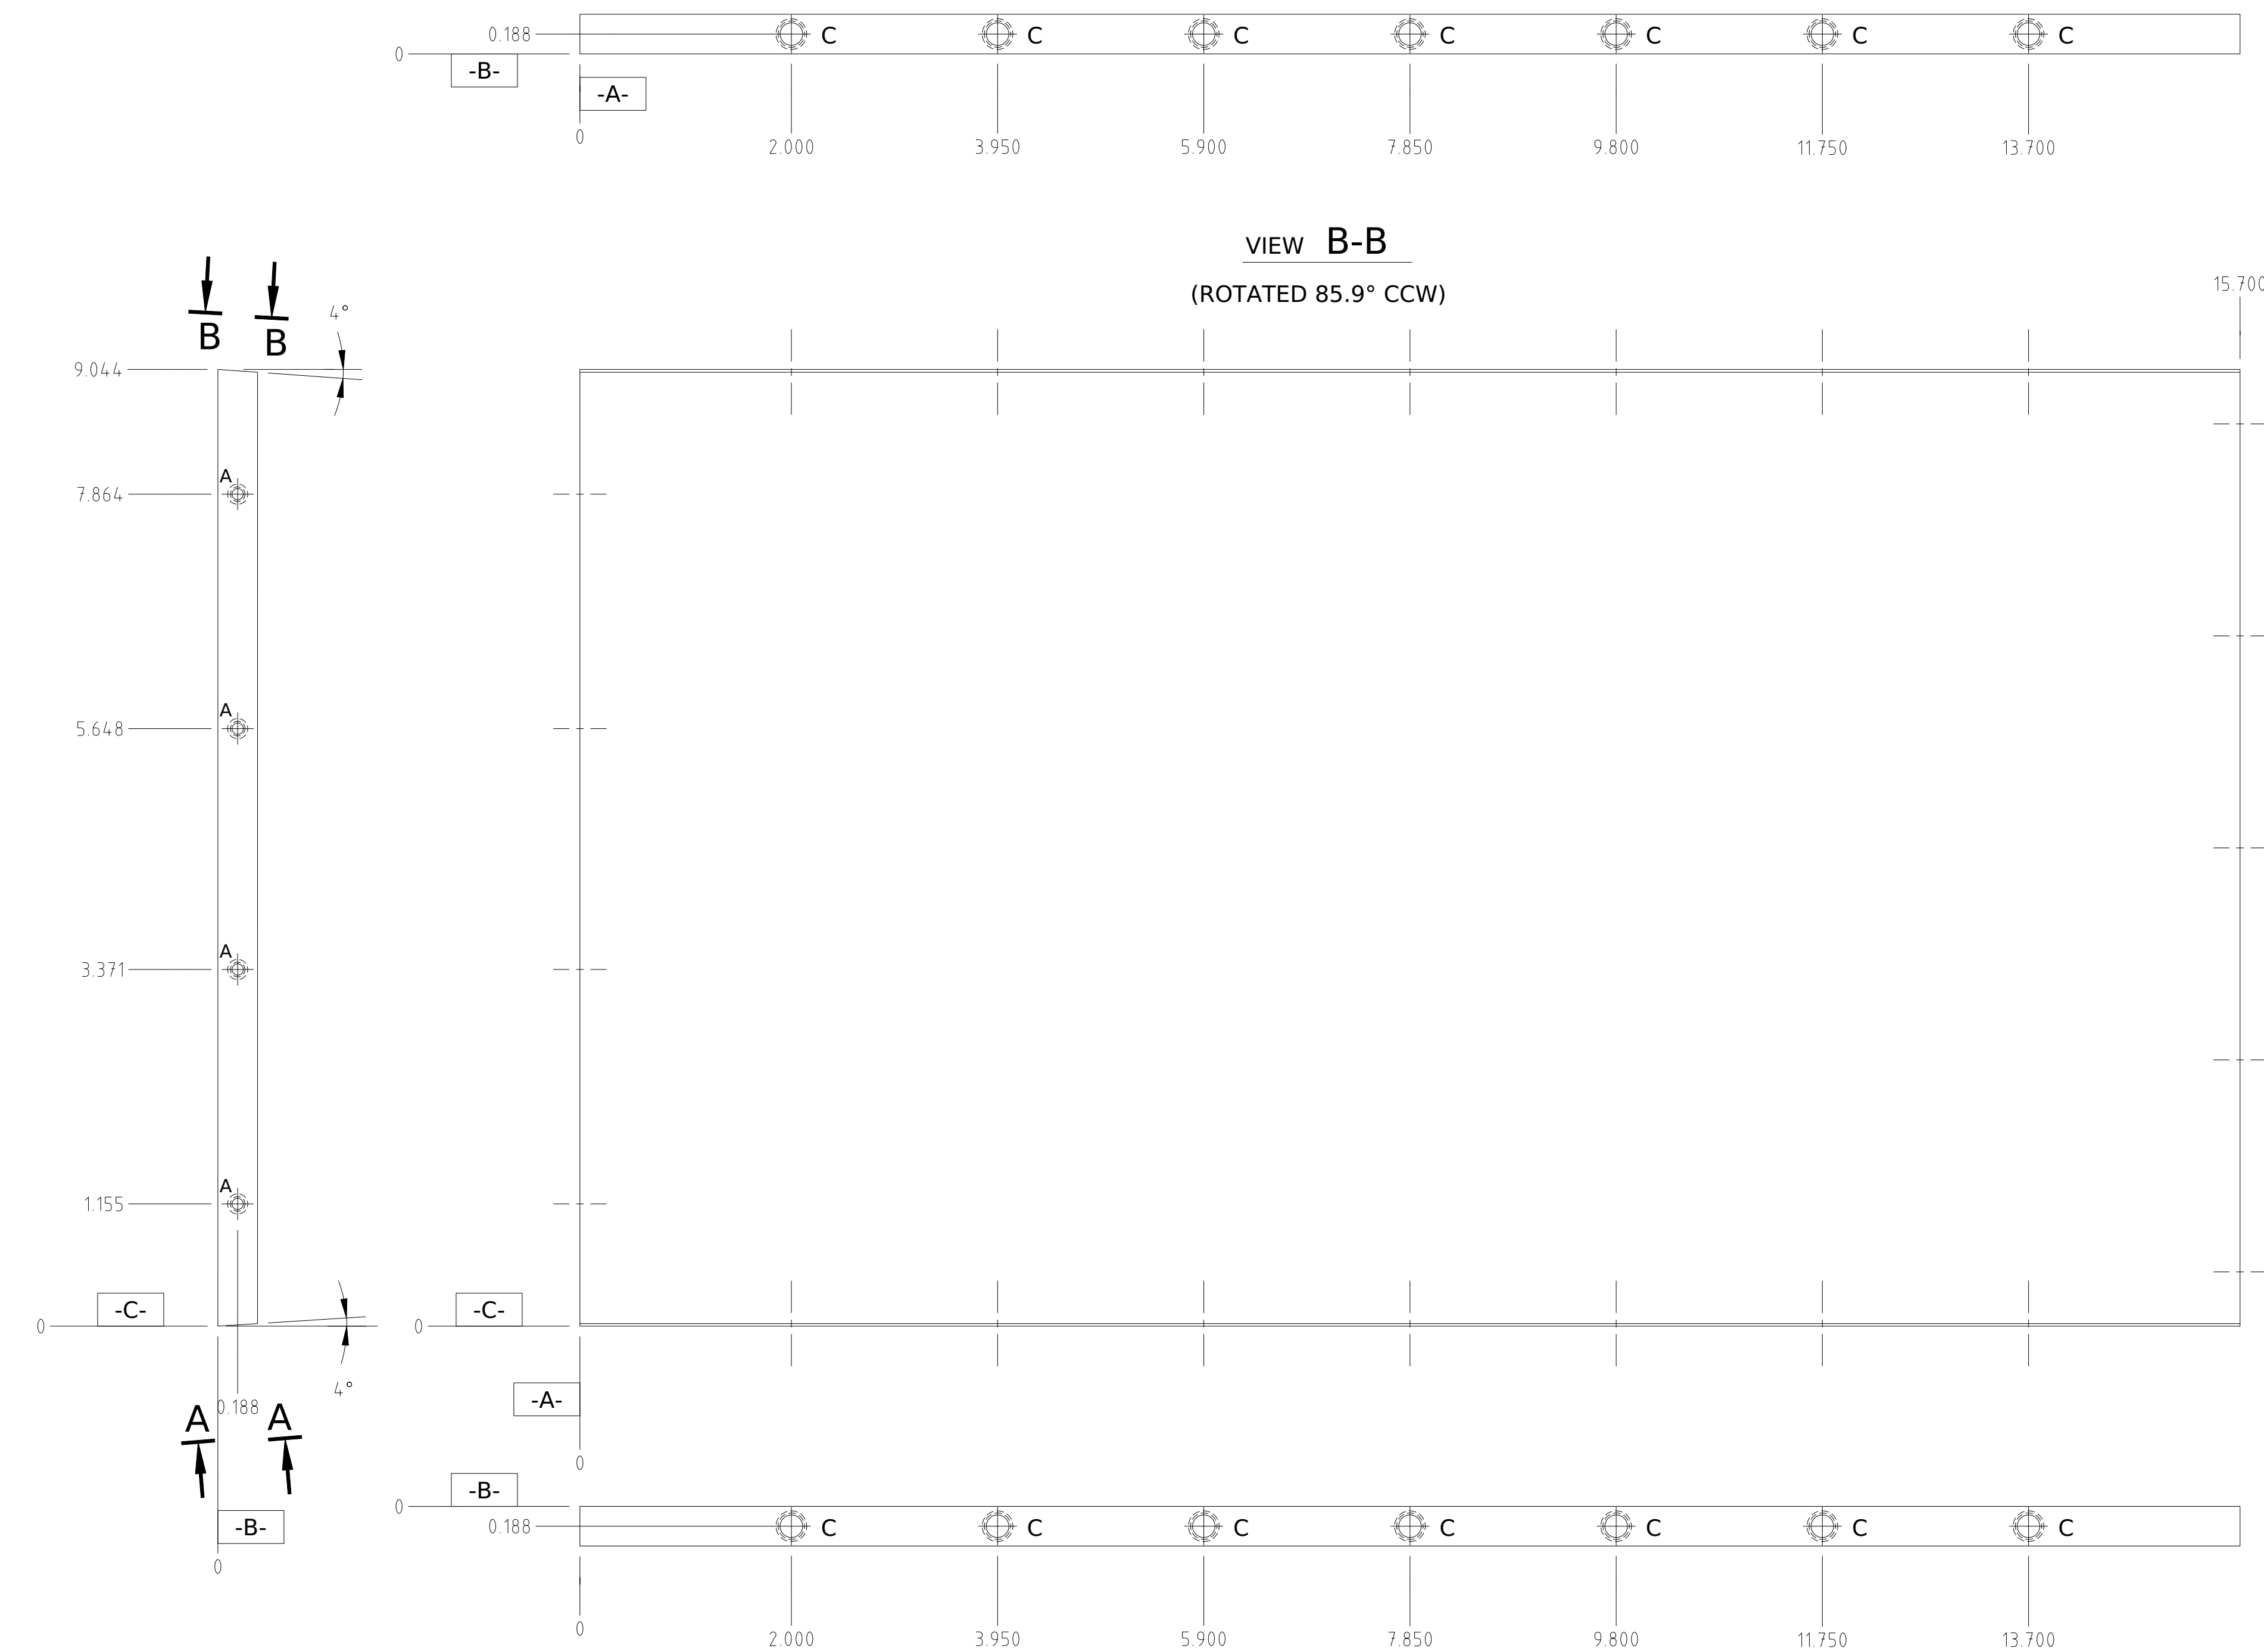 0.188 C C C C C C C
0
-B-
-A-
0 2.000 3.950 5.900 7.850 9.800 11.750 13.700
VIEW B-B
(ROTATED 85.9° CCW)
15.700
B B
4°
9.044
A
7.864
A
5.648
A
3.371
A
1.155
-C-
0
-C-
0
4°
0.188
A A
-A-
0
-B-
0
-B-
0
0.188 C C C C C C C
0 2.000 3.950 5.900 7.850 9.800 11.750 13.700